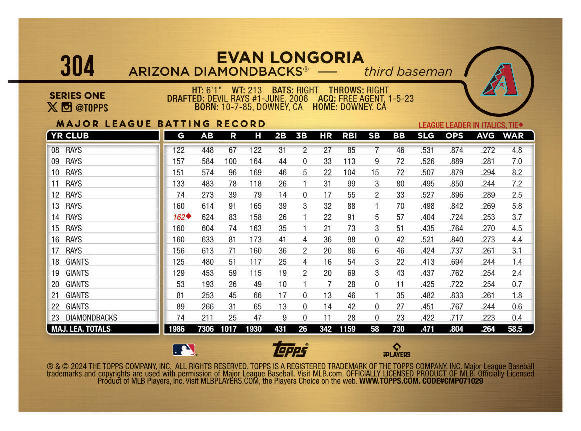 304
EVAN LONGORIA
ARIZONA DIAMONDBACKS® — third baseman
SERIES ONE
X @TOPPS
HT: 6'1" WT: 213 BATS: RIGHT THROWS: RIGHT
DRAFTED: DEVIL RAYS #1-JUNE, 2006 ACQ: FREE AGENT, 1-5-23
BORN: 10-7-85, DOWNEY, CA HOME: DOWNEY, CA
A
MAJOR LEAGUE BATTING RECORD
LEAGUE LEADER IN ITALICS, TIE◆
YR CLUB G AB R H 2B 3B HR RBI SB BB SLG OPS AVG WAR
08 RAYS 122 448 67 122 31 2 27 85 7 46 .531 .874 .272 4.8
09 RAYS 157 584 100 164 44 0 33 113 9 72 .526 .889 .281 7.0
10 RAYS 151 574 96 169 46 5 22 104 15 72 .507 .879 .294 8.2
11 RAYS 133 483 78 118 26 1 31 99 3 80 .495 .850 .244 7.2
12 RAYS 74 273 39 79 14 0 17 55 2 33 .527 .896 .289 2.5
13 RAYS 160 614 91 165 39 3 32 88 1 70 .498 .842 .269 5.8
14 RAYS 162◆ 624 83 158 26 1 22 91 5 57 .404 .724 .253 3.7
15 RAYS 160 604 74 163 35 1 21 73 3 51 .435 .764 .270 4.5
16 RAYS 160 633 81 173 41 4 36 98 0 42 .521 .840 .273 4.4
17 RAYS 156 613 71 160 36 2 20 86 6 46 .424 .737 .261 3.1
18 GIANTS 125 480 51 117 25 4 16 54 3 22 .413 .694 .244 1.4
19 GIANTS 129 453 59 115 19 2 20 69 3 43 .437 .762 .254 2.4
20 GIANTS 53 193 26 49 10 1 7 28 0 11 .425 .722 .254 0.7
21 GIANTS 81 253 45 66 17 0 13 46 1 35 .482 .833 .261 1.8
22 GIANTS 89 266 31 65 13 0 14 42 0 27 .451 .767 .244 0.6
23 DIAMONDBACKS 74 211 25 47 9 0 11 28 0 23 .422 .717 .223 0.4
MAJ. LEA. TOTALS 1986 7306 1017 1930 431 26 342 1159 58 730 .471 .804 .264 58.5
Topps
PLAYERS
® & © 2024 THE TOPPS COMPANY, INC. ALL RIGHTS RESERVED. TOPPS IS A REGISTERED TRADEMARK OF THE TOPPS COMPANY, INC. Major League Baseball
trademarks and copyrights are used with permission of Major League Baseball. Visit MLB.com. OFFICIALLY LICENSED PRODUCT OF MLB. Officially Licensed
Product of MLB Players, Inc. Visit MLBPLAYERS.COM, the Players Choice on the web. WWW.TOPPS.COM. CODE#CMP071029